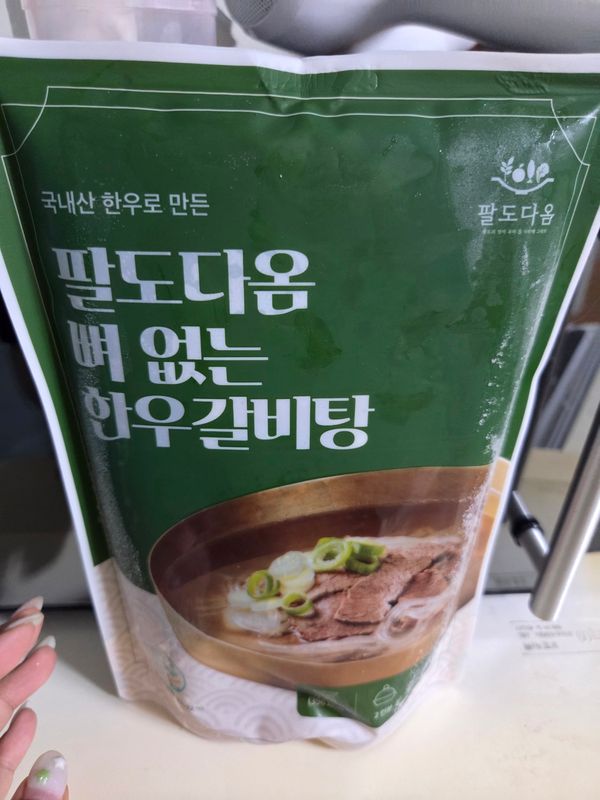 국내산 한우로 만든
팔도다옴
팔도다옴
뼈 없는
한우갈비탕